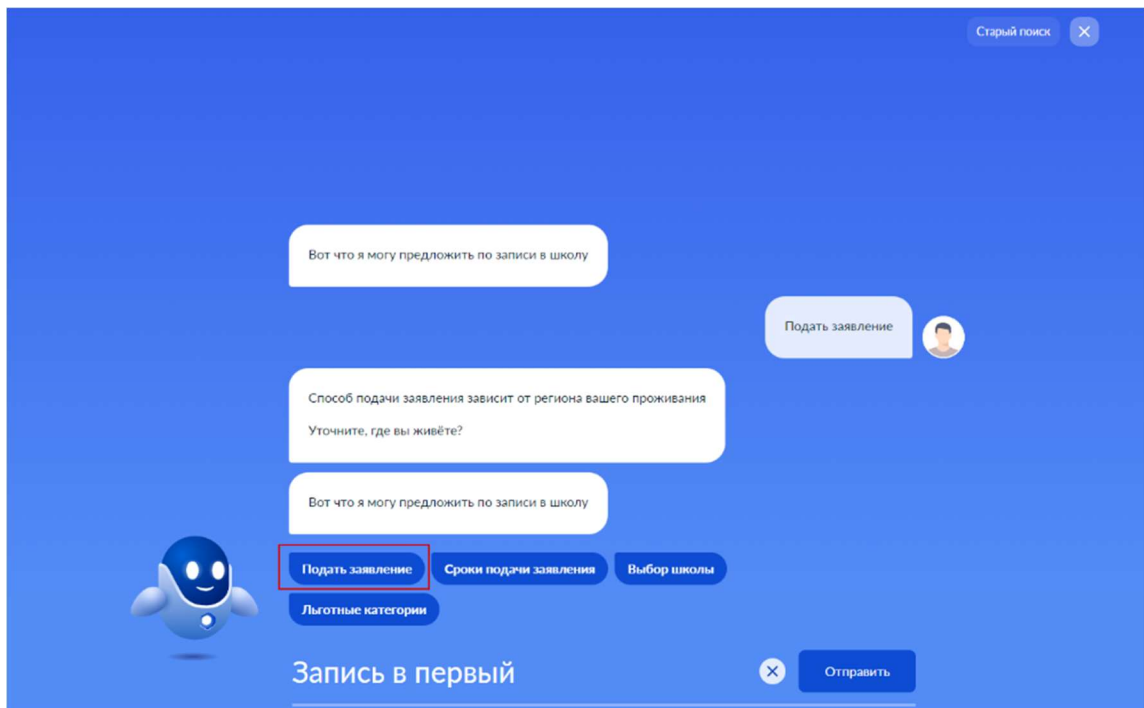 Старый поиск
Вот что я могу предложить по записи в школу
Подать заявление
Способ подачи заявления зависит от региона вашего проживания
Уточните, где вы живёте?
Вот что я могу предложить по записи в школу
Подать заявление Сроки подачи заявления Выбор школы
Льготные категории
Запись в первый Отправить